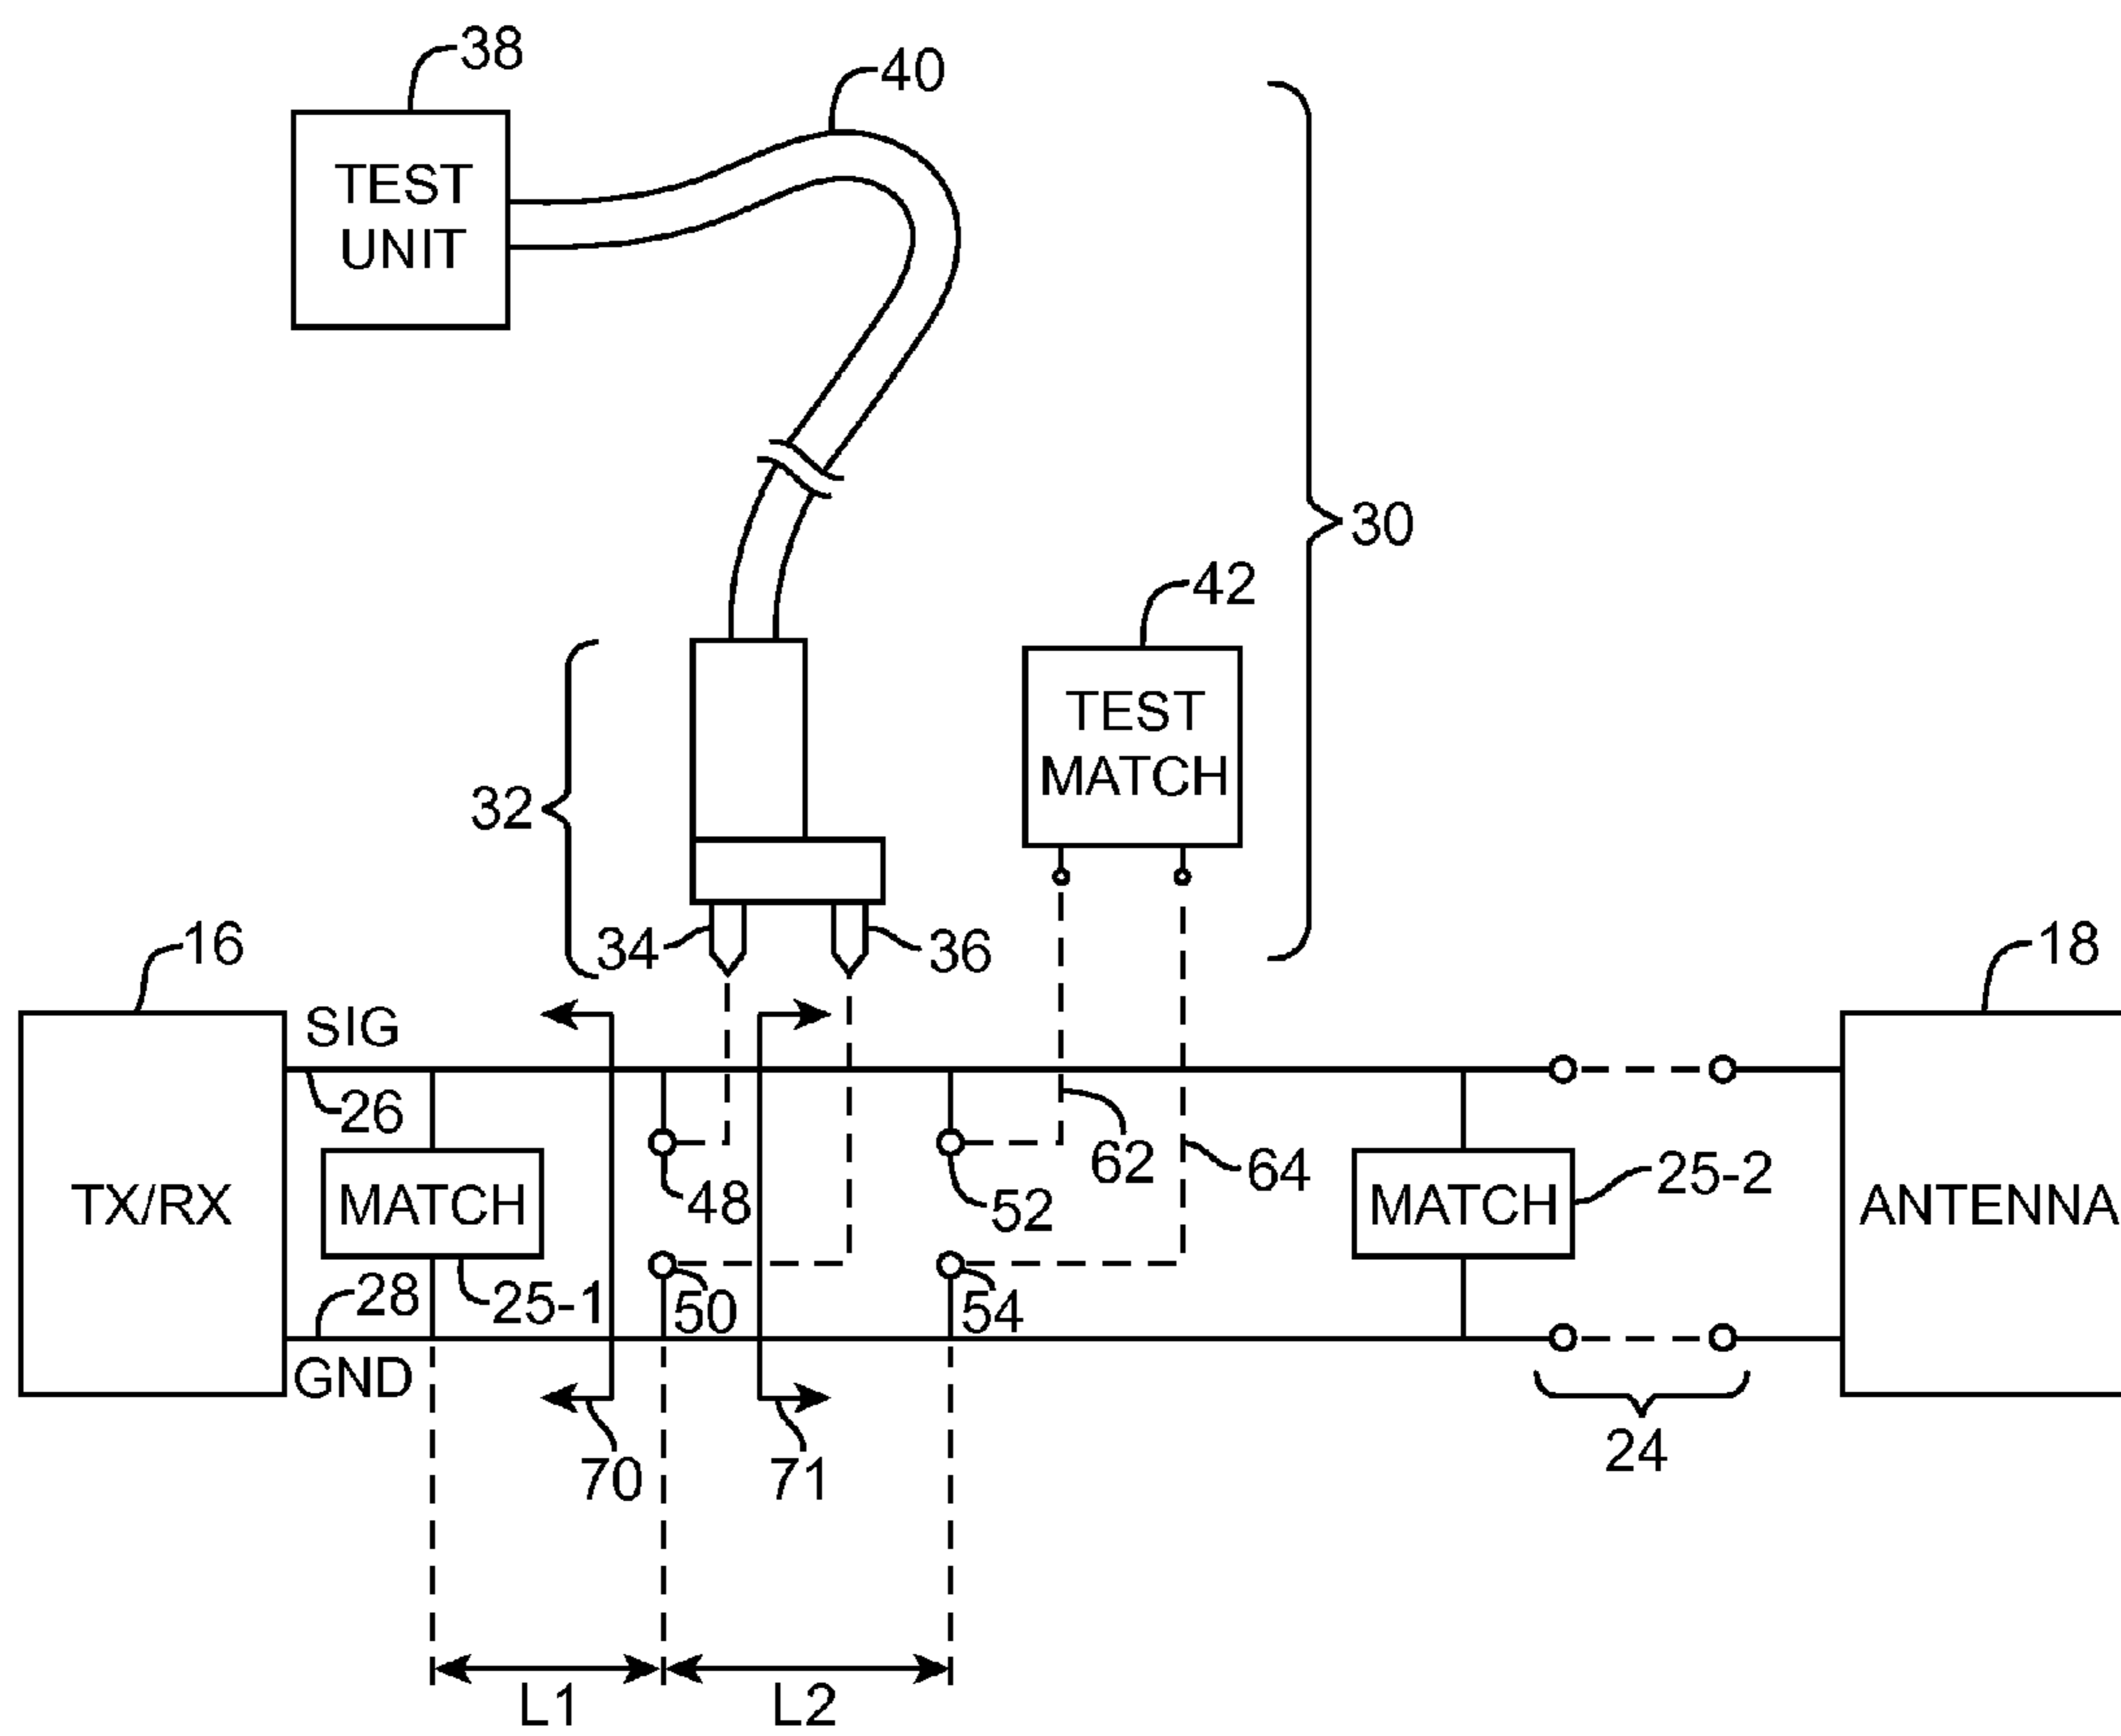 38
40
TEST
UNIT
30
42
TEST
MATCH
32
34
36
16
18
SIG
26
62
64
TX/RX
MATCH
48
52
MATCH
25-2
ANTENNA
28
25-1
50
54
GND
24
70
71
L1
L2